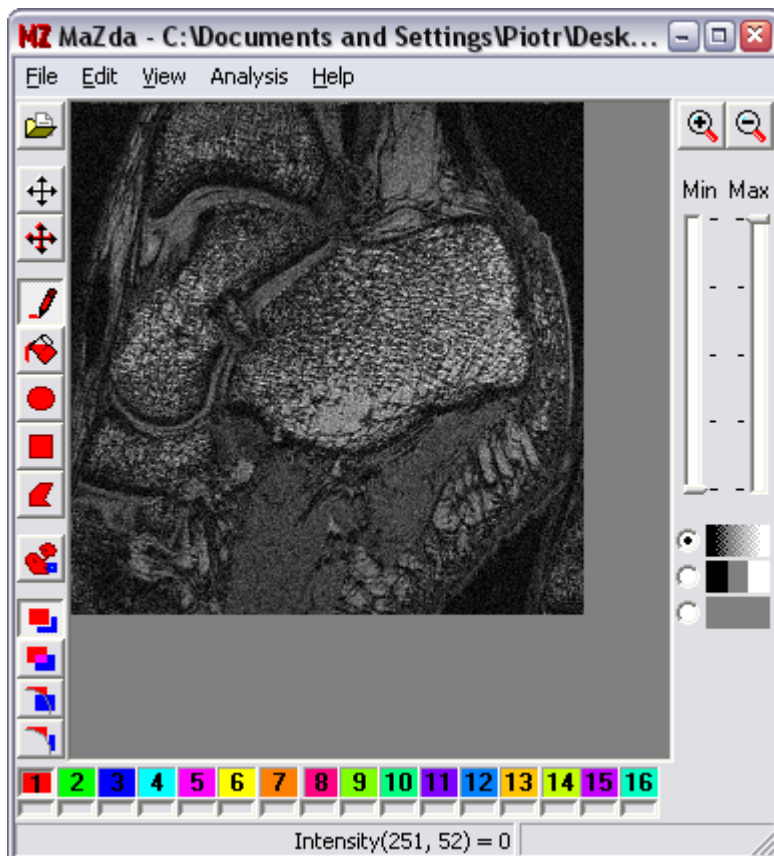 MZ MaZda - C:\Documents and Settings\Piotr\Desk...
File Edit View Analysis Help
Min Max
1 2 3 4 5 6 7 8 9 10 11 12 13 14 15 16
Intensity(251, 52) = 0